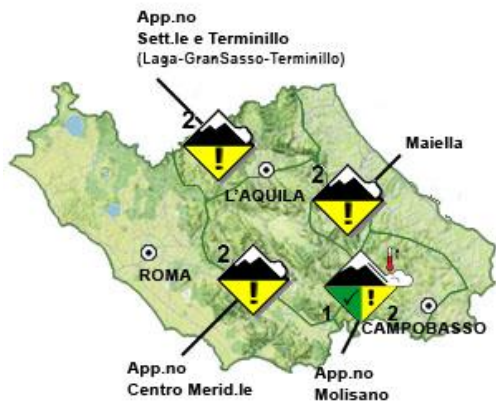 App.no
Sett.le e Terminillo
(Laga-GranSasso-Terminillo)
2
!
Maiella
2
!
L'AQUILA
ROMA
2
!
1
✓
!
2
CAMPOBASSO
App.no
Centro Merid.le
App.no
Molisano